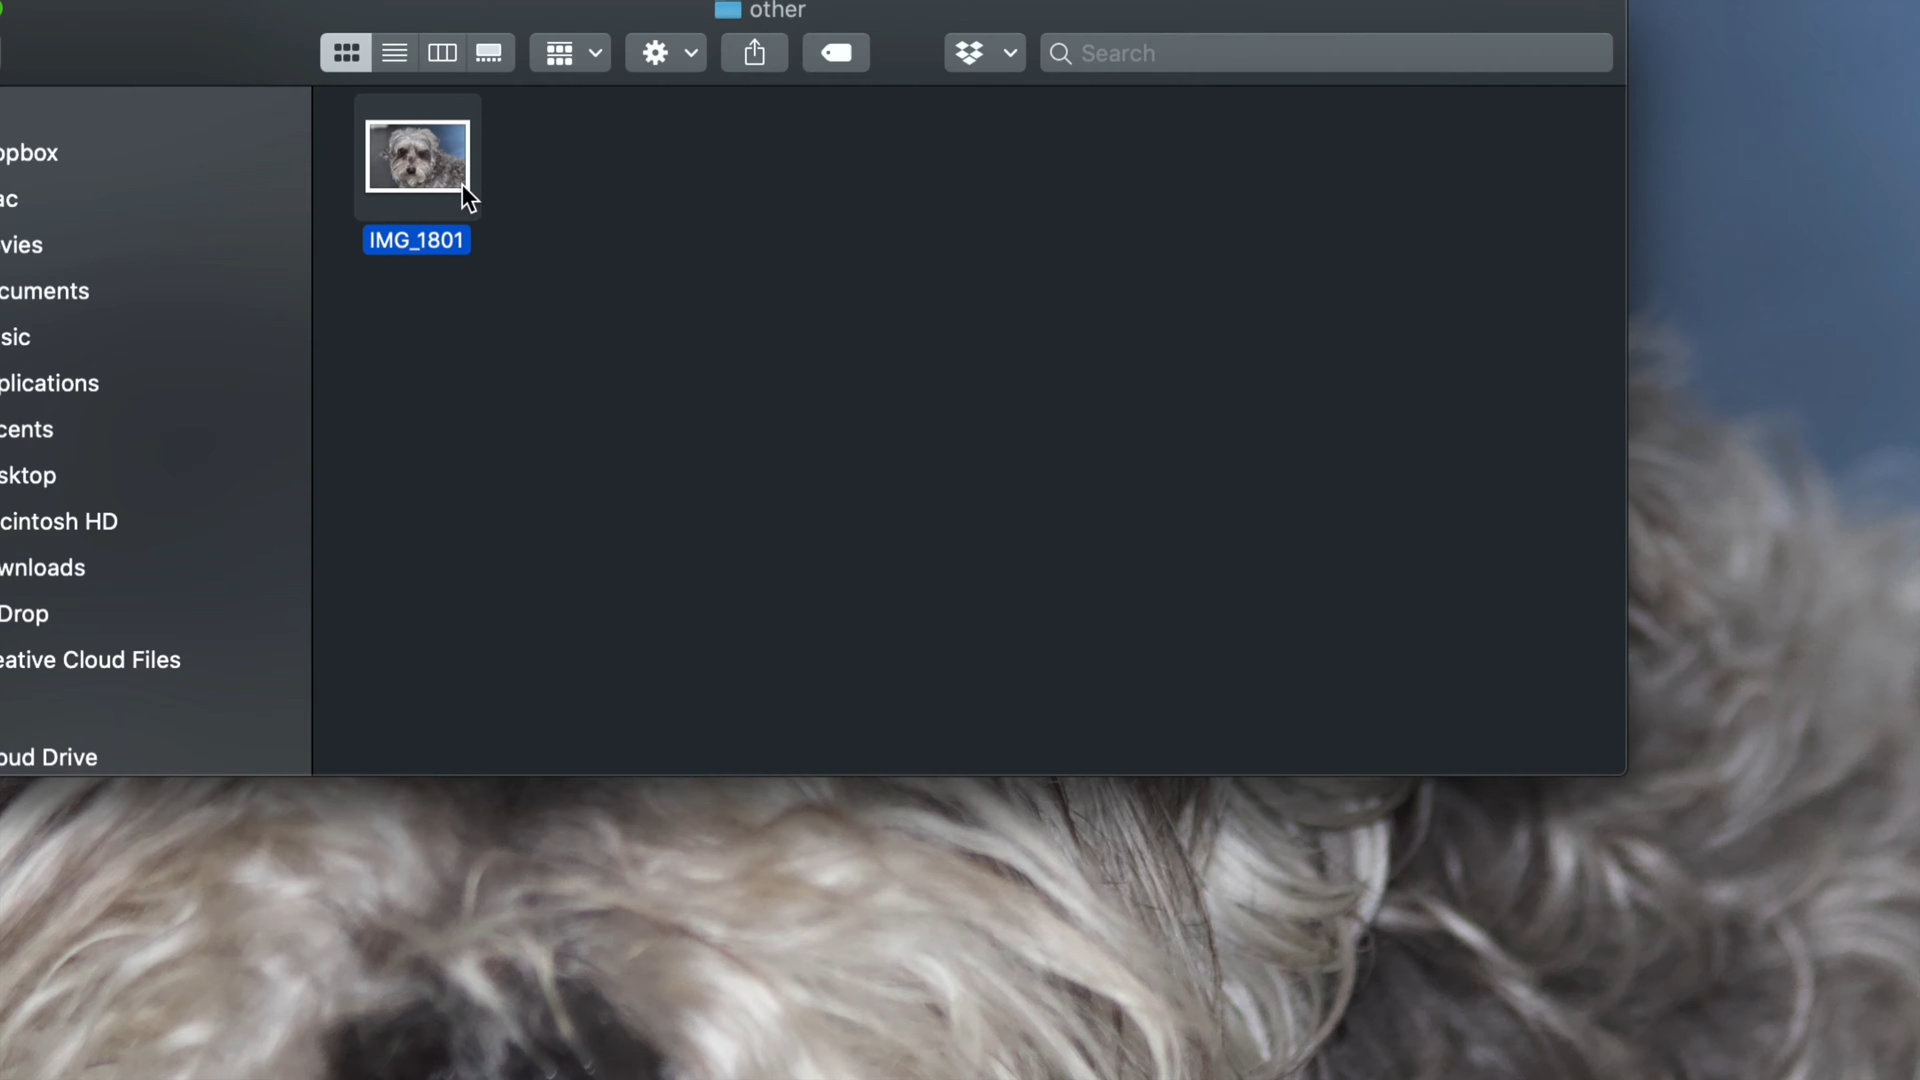 other
Search
opbox
ac
vies
cuments
sic
plications
cents
sktop
cintosh HD
wnloads
Drop
eative Cloud Files
oud Drive
IMG_1801